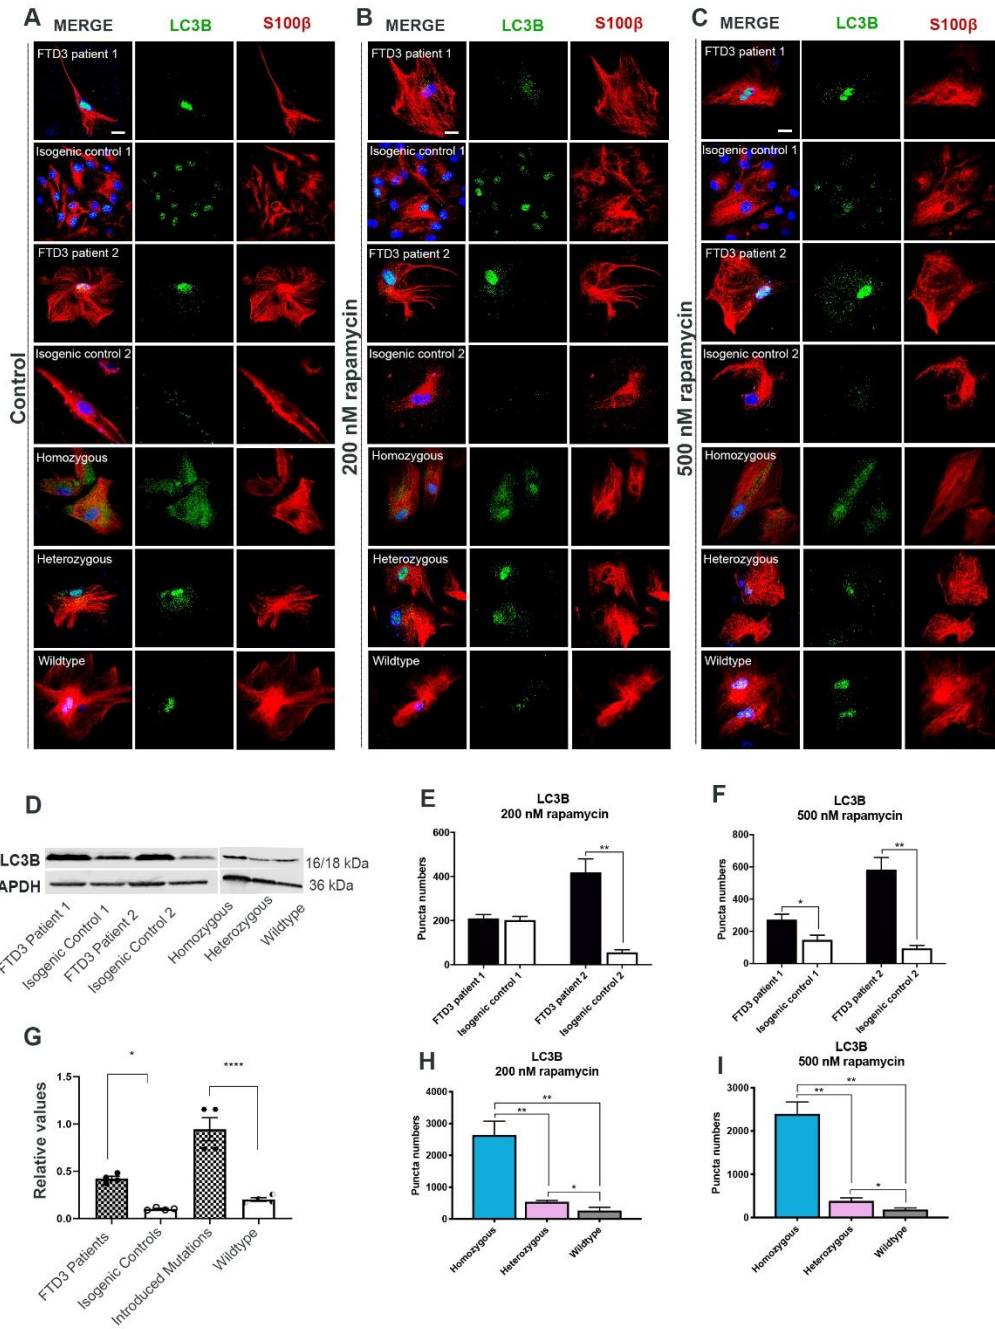 A MERGE LC3B S100β
B MERGE LC3B S100β
C MERGE LC3B S100β
Control
FTD3 patient 1
Isogenic control 1
FTD3 patient 2
Isogenic control 2
Homozygous
Heterozygous
Wildtype
200 nM rapamycin
FTD3 patient 1
Isogenic control 1
FTD3 patient 2
Isogenic control 2
Homozygous
Heterozygous
Wildtype
500 nM rapamycin
FTD3 patient 1
Isogenic control 1
FTD3 patient 2
Isogenic control 2
Homozygous
Heterozygous
Wildtype
D
LC3B 16/18 kDa
APDH 36 kDa
FTD3 Patient 1
Isogenic Control 1
FTD3 Patient 2
Isogenic Control 2
Homozygous
Heterozygous
Wildtype
E
LC3B
200 nM rapamycin
Puncta numbers
600
400
200
0
**
FTD3 patient 1
Isogenic control 1
FTD3 patient 2
Isogenic control 2
F
LC3B
500 nM rapamycin
Puncta numbers
800
600
400
200
0
*
**
FTD3 patient 1
Isogenic control 1
FTD3 patient 2
Isogenic control 2
G
Relative values
1.5
1.0
0.5
0.0
*
****
FTD3 Patients
Isogenic Controls
Introduced Mutations
Wildtype
H
LC3B
200 nM rapamycin
Puncta numbers
4000
3000
2000
1000
0
**
**
*
Homozygous
Heterozygous
Wildtype
I
LC3B
500 nM rapamycin
Puncta numbers
3000
2000
1000
0
**
**
*
Homozygous
Heterozygous
Wildtype